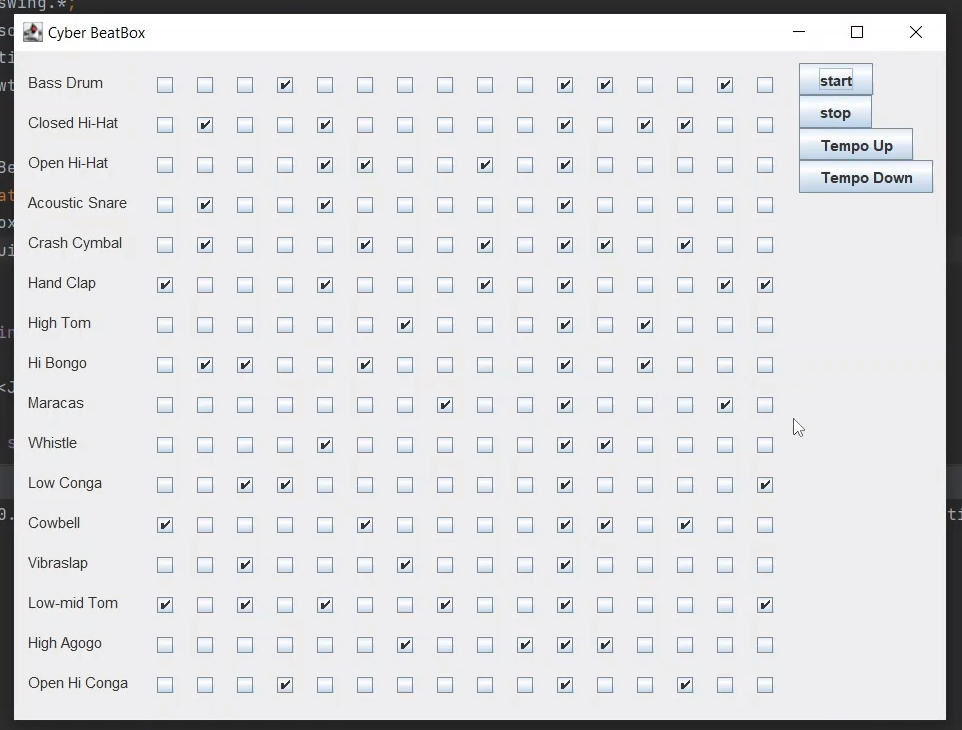 swing.*;
Cyber BeatBox
Bass Drum
start
stop
Closed Hi-Hat
Tempo Up
Open Hi-Hat
Tempo Down
Acoustic Snare
Crash Cymbal
Hand Clap
High Tom
Hi Bongo
Maracas
Whistle
Low Conga
Cowbell
Vibraslap
Low-mid Tom
High Agogo
Open Hi Conga